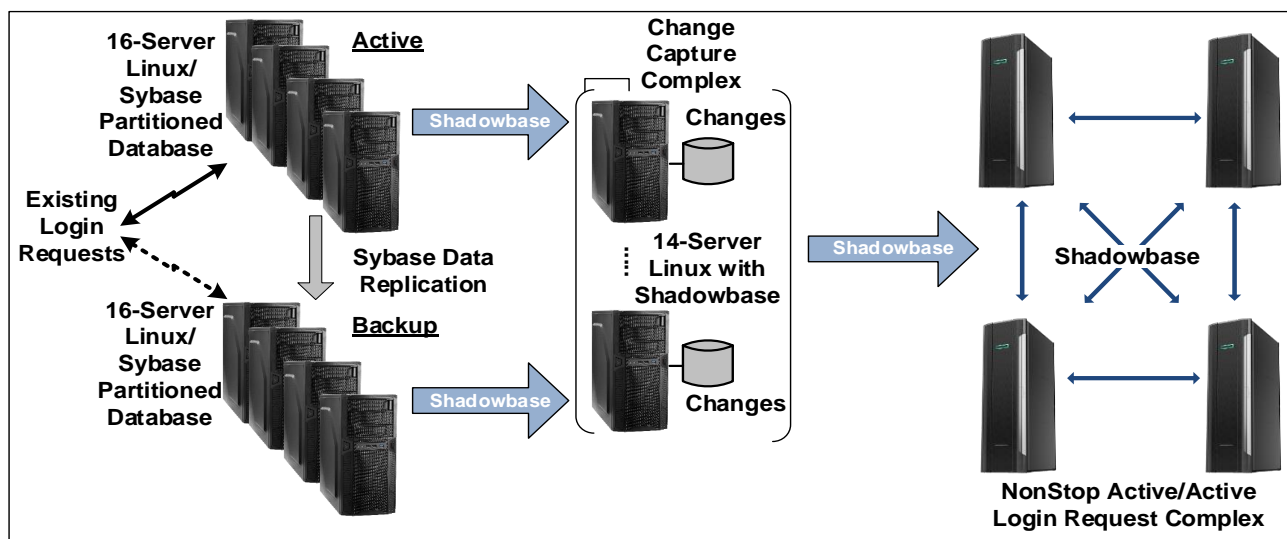 16-Server
Linux/
Sybase
Partitioned
Database
Active
Existing
Login
Requests
Sybase Data
Replication
16-Server
Linux/
Sybase
Partitioned
Database
Backup
Shadowbase
Shadowbase
Change
Capture
Complex
Changes
14-Server
Linux with
Shadowbase
Changes
Shadowbase
Shadowbase
NonStop Active/Active
Login Request Complex